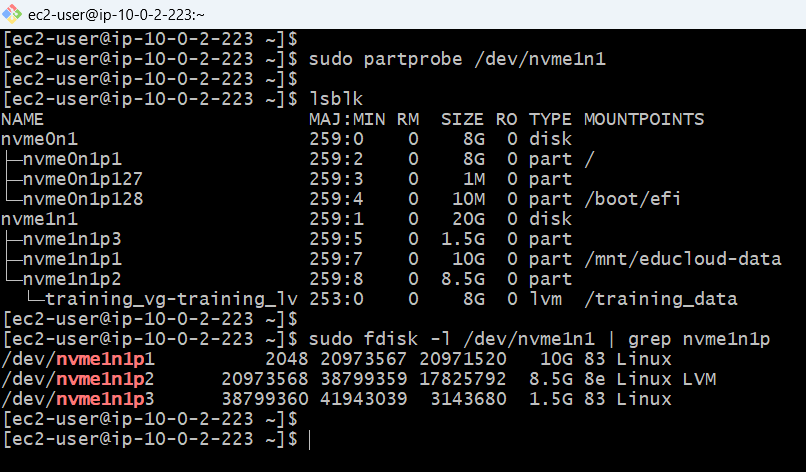 ec2-user@ip-10-0-2-223:~
[ec2-user@ip-10-0-2-223 ~]$
[ec2-user@ip-10-0-2-223 ~]$ sudo partprobe /dev/nvme1n1
[ec2-user@ip-10-0-2-223 ~]$
[ec2-user@ip-10-0-2-223 ~]$ lsblk
NAME                        MAJ:MIN RM  SIZE RO TYPE MOUNTPOINTS
nvme0n1                     259:0    0    8G  0 disk
├─nvme0n1p1                 259:2    0    8G  0 part /
├─nvme0n1p127               259:3    0    1M  0 part
└─nvme0n1p128               259:4    0   10M  0 part /boot/efi
nvme1n1                     259:1    0   20G  0 disk
├─nvme1n1p3                 259:5    0  1.5G  0 part
├─nvme1n1p1                 259:7    0   10G  0 part /mnt/educloud-data
└─nvme1n1p2                 259:8    0  8.5G  0 part
  └─training_vg-training_lv 253:0    0    8G  0 lvm  /training_data
[ec2-user@ip-10-0-2-223 ~]$
[ec2-user@ip-10-0-2-223 ~]$ sudo fdisk -l /dev/nvme1n1 | grep nvme1n1p
/dev/nvme1n1p1          2048 20973567 20971520   10G 83 Linux
/dev/nvme1n1p2      20973568 38799359 17825792  8.5G 8e Linux LVM
/dev/nvme1n1p3      38799360 41943039  3143680  1.5G 83 Linux
[ec2-user@ip-10-0-2-223 ~]$
[ec2-user@ip-10-0-2-223 ~]$